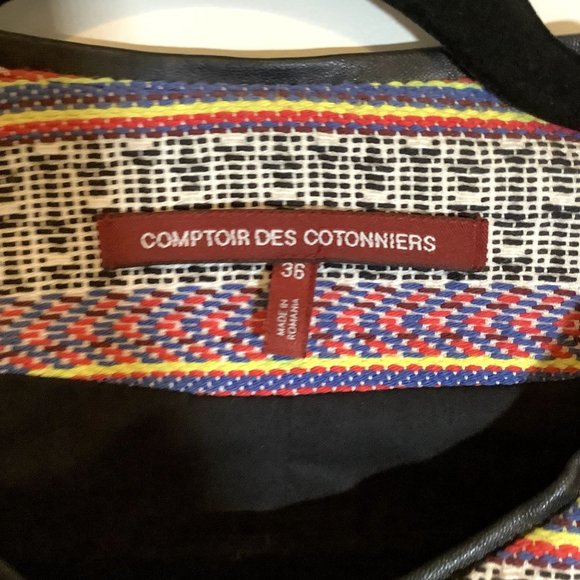 COMPTOIR DES COTONNIERS
36
MADE IN
ROMANIA